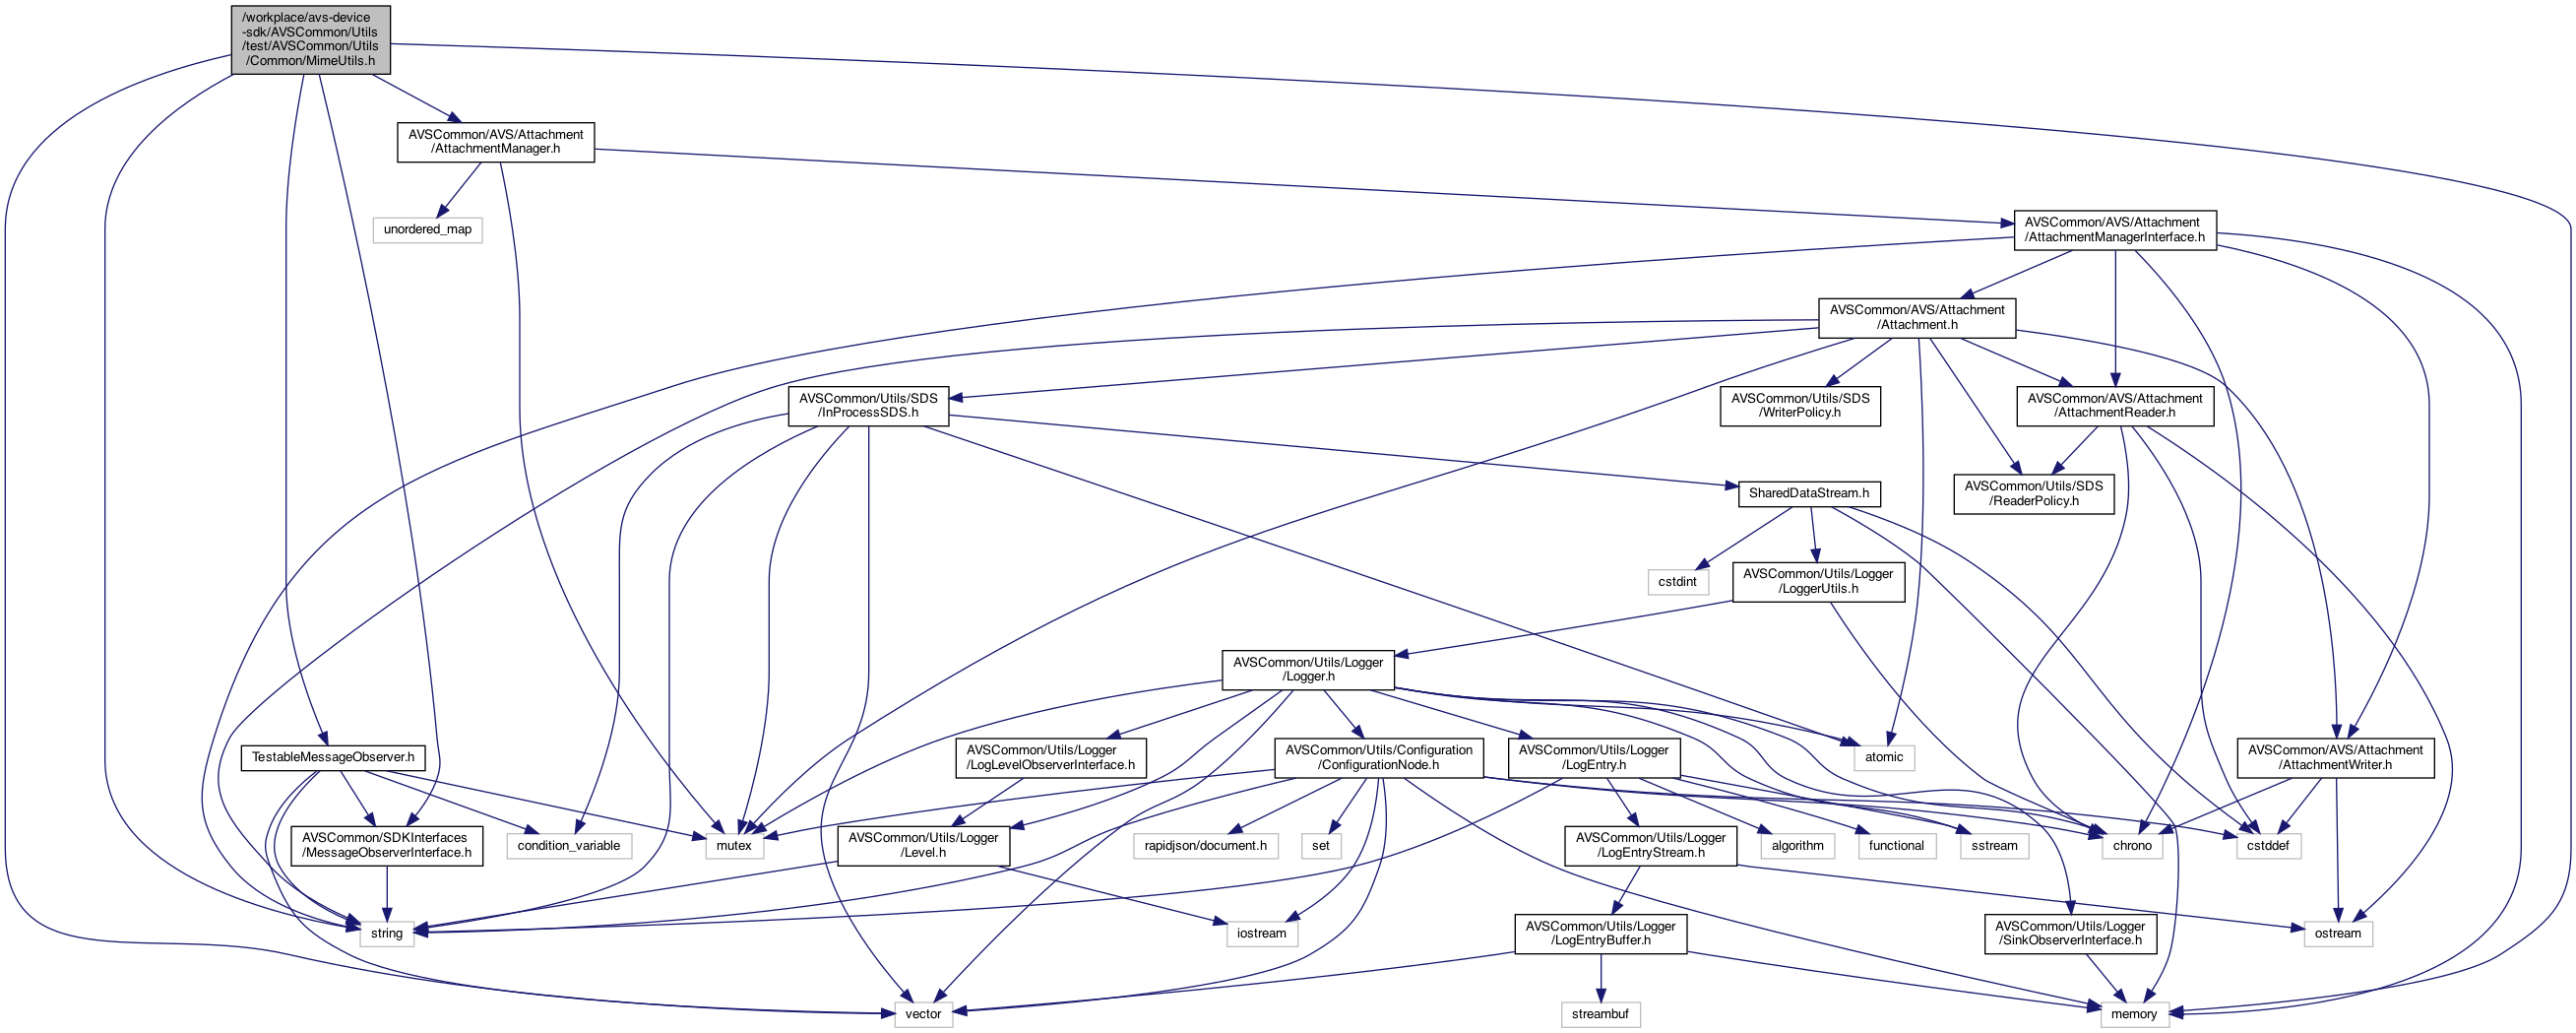 /workplace/avs-device
-sdk/AVSCommon/Utils
/test/AVSCommon/Utils
/Common/MimeUtils.h
AVSCommon/AVS/Attachment
/AttachmentManager.h
unordered_map
AVSCommon/AVS/Attachment
/AttachmentManagerInterface.h
AVSCommon/AVS/Attachment
/Attachment.h
AVSCommon/Utils/SDS
/InProcessSDS.h
AVSCommon/Utils/SDS
/WriterPolicy.h
AVSCommon/AVS/Attachment
/AttachmentReader.h
SharedDataStream.h
AVSCommon/Utils/SDS
/ReaderPolicy.h
cstdint
AVSCommon/Utils/Logger
/LoggerUtils.h
AVSCommon/Utils/Logger
/Logger.h
TestableMessageObserver.h
AVSCommon/Utils/Logger
/LogLevelObserverInterface.h
AVSCommon/Utils/Configuration
/ConfigurationNode.h
AVSCommon/Utils/Logger
/LogEntry.h
atomic
AVSCommon/AVS/Attachment
/AttachmentWriter.h
AVSCommon/SDKInterfaces
/MessageObserverInterface.h
condition_variable
mutex
AVSCommon/Utils/Logger
/Level.h
rapidjson/document.h
set
AVSCommon/Utils/Logger
/LogEntryStream.h
algorithm
functional
sstream
chrono
cstddef
string
iostream
AVSCommon/Utils/Logger
/LogEntryBuffer.h
AVSCommon/Utils/Logger
/SinkObserverInterface.h
ostream
vector
streambuf
memory